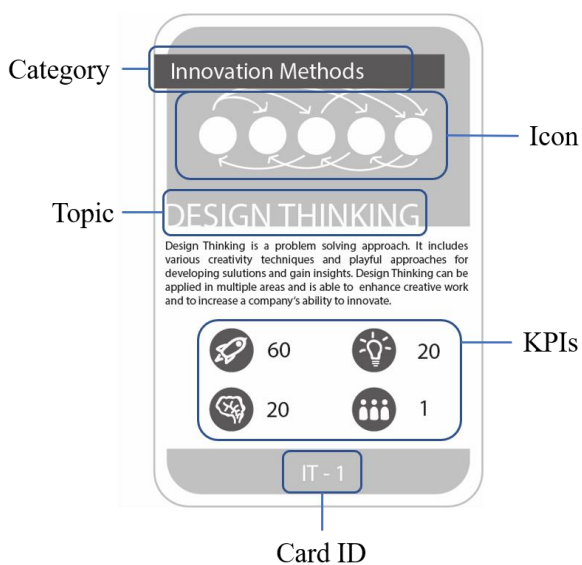 Category
Innovation Methods
Icon
Topic
DESIGN THINKING
Design Thinking is a problem solving approach. It includes
various creativity techniques and playful approaches for
developing sulutions and gain insights. Design Thinking can be
applied in multiple areas and is able to enhance creative work
and to increase a company's ability to innovate.
KPIs
60
20
20
1
IT - 1
Card ID